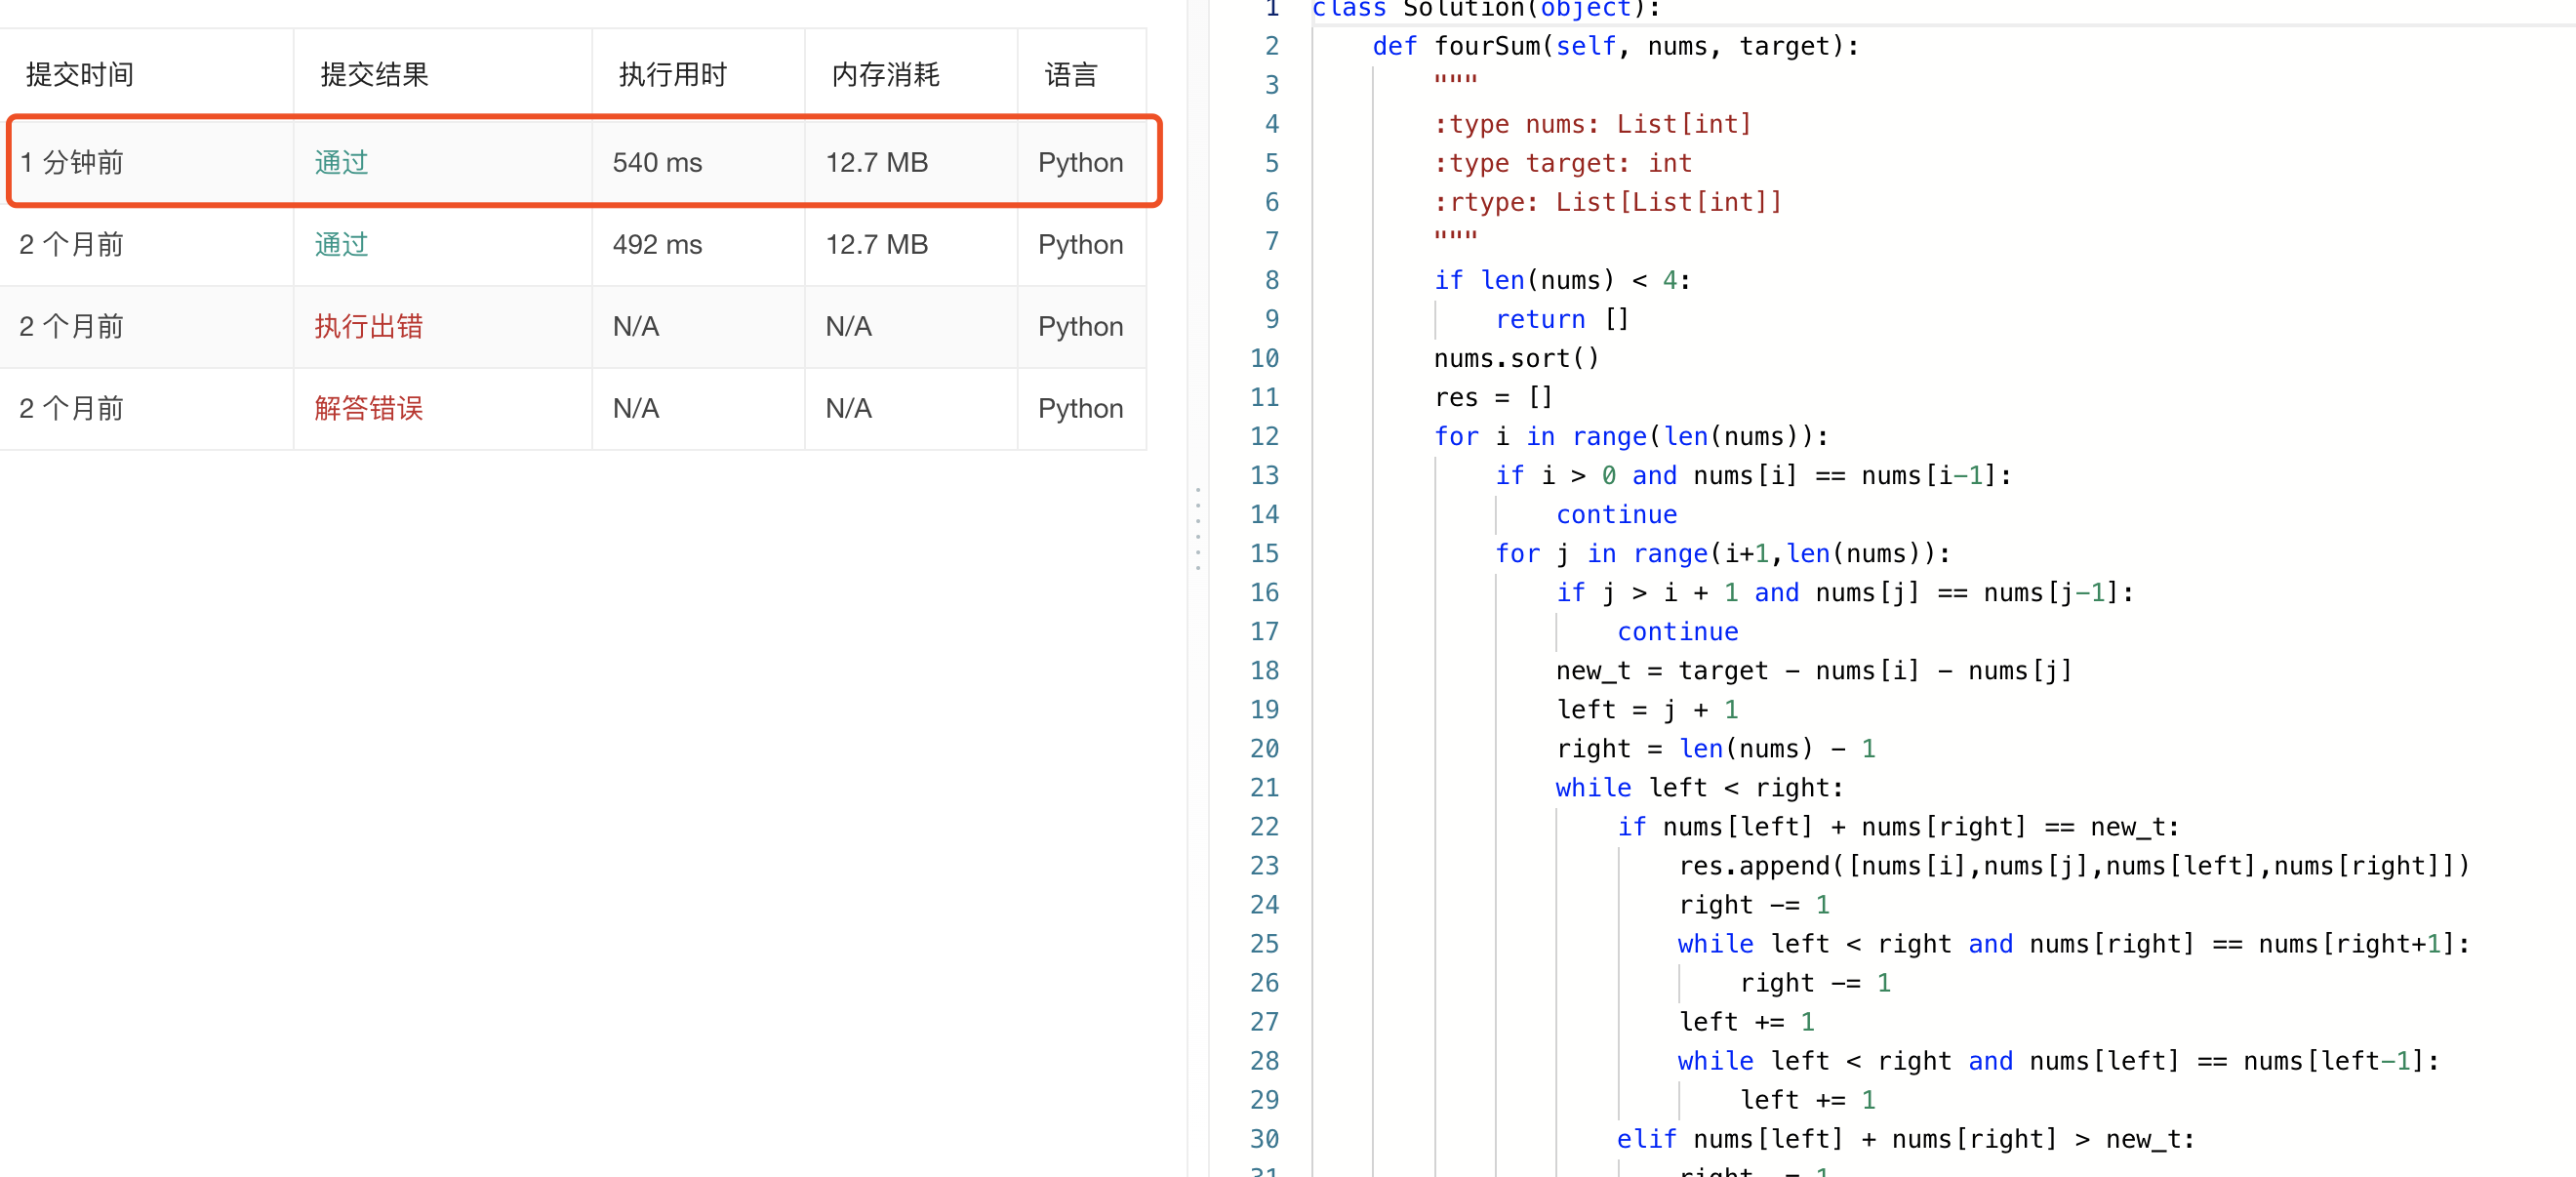 提交时间 提交结果 执行用时 内存消耗 语言
1 分钟前 通过 540 ms 12.7 MB Python
2 个月前 通过 492 ms 12.7 MB Python
2 个月前 执行出错 N/A N/A Python
2 个月前 解答错误 N/A N/A Python
1 class Solution(object):
2 def fourSum(self, nums, target):
3 """
4 :type nums: List[int]
5 :type target: int
6 :rtype: List[List[int]]
7 """
8 if len(nums) < 4:
9 return []
10 nums.sort()
11 res = []
12 for i in range(len(nums)):
13 if i > 0 and nums[i] == nums[i-1]:
14 continue
15 for j in range(i+1,len(nums)):
16 if j > i + 1 and nums[j] == nums[j-1]:
17 continue
18 new_t = target - nums[i] - nums[j]
19 left = j + 1
20 right = len(nums) - 1
21 while left < right:
22 if nums[left] + nums[right] == new_t:
23 res.append([nums[i],nums[j],nums[left],nums[right]])
24 right -= 1
25 while left < right and nums[right] == nums[right+1]:
26 right -= 1
27 left += 1
28 while left < right and nums[left] == nums[left-1]:
29 left += 1
30 elif nums[left] + nums[right] > new_t:
31 right -= 1